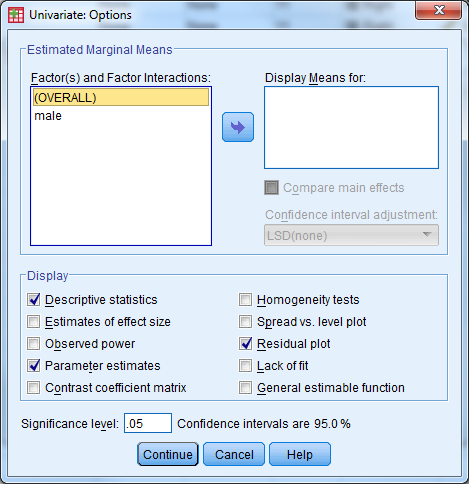 Univariate: Options
Estimated Marginal Means
Factor(s) and Factor Interactions:
(OVERALL)
male
Display Means for:
Compare main effects
Confidence interval adjustment:
LSD(none)
Display
Descriptive statistics
Homogeneity tests
Estimates of effect size
Spread vs. level plot
Observed power
Residual plot
Parameter estimates
Lack of fit
Contrast coefficient matrix
General estimable function
Significance level: .05 Confidence intervals are 95.0 %
Continue
Cancel
Help